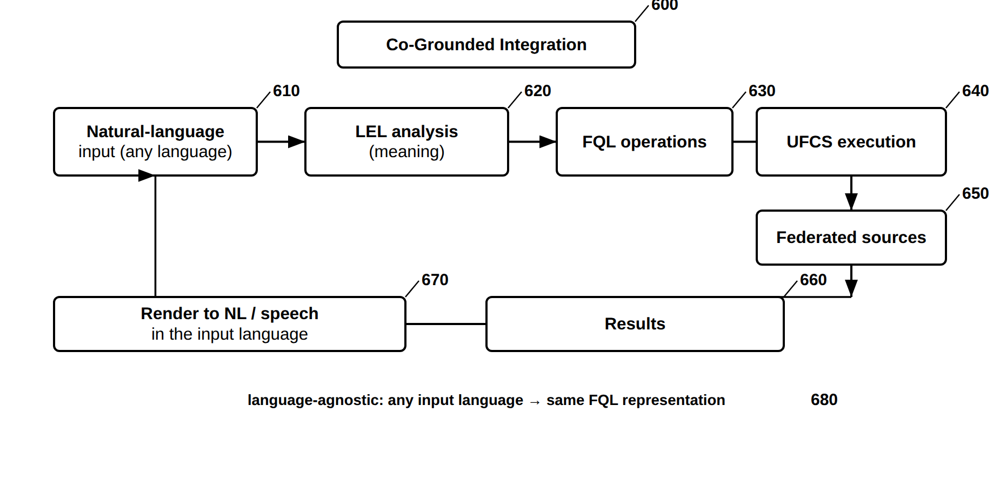 600
Co-Grounded Integration
610
620
630
640
Natural-language
input (any language)
LEL analysis
(meaning)
FQL operations
UFCS execution
650
Federated sources
670
660
Render to NL / speech
in the input language
Results
language-agnostic: any input language → same FQL representation
680